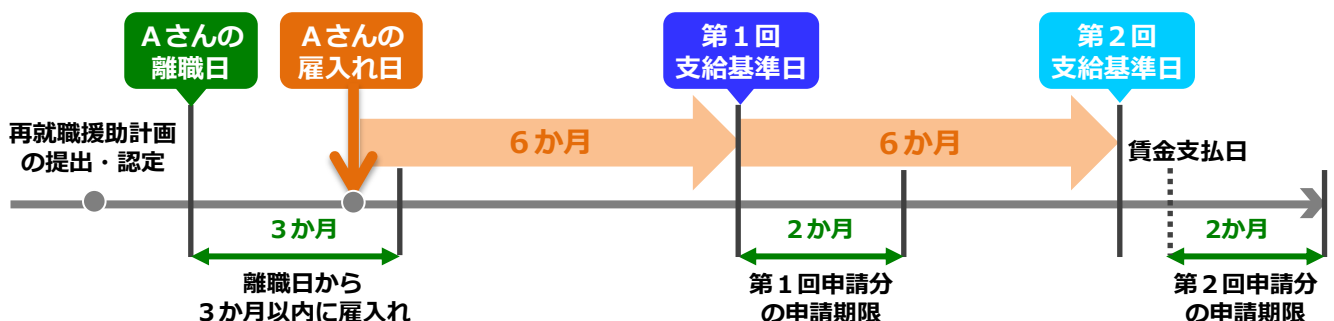 Aさんの
離職日
Aさんの
雇入れ日
第１回
支給基準日
第２回
支給基準日
再就職援助計画
の提出・認定
６か月
６か月
賃金支払日
３か月
２か月
2か月
離職日から
３か月以内に雇入れ
第１回申請分
の申請期限
第２回申請分
の申請期限